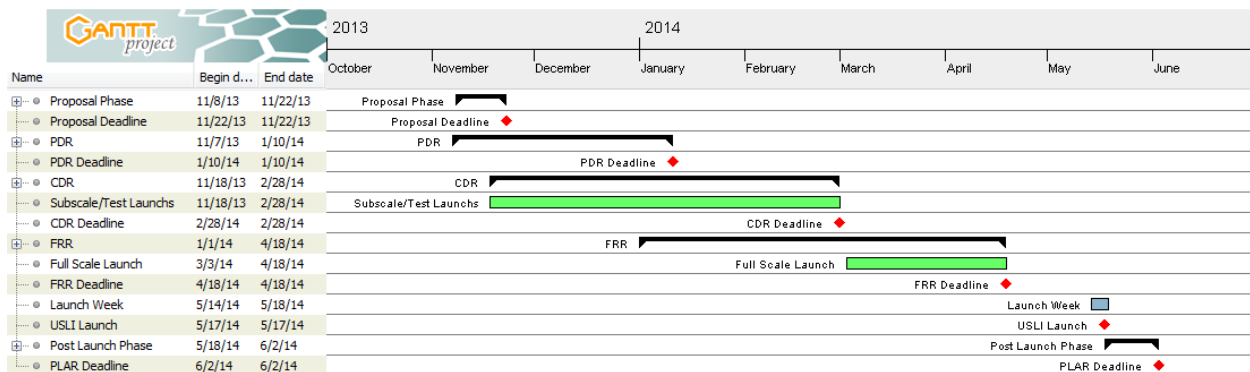 GANTT project
2013 2014
Name Begin d... End date
October November December January February March April May June
Proposal Phase 11/8/13 11/22/13 Proposal Phase
Proposal Deadline 11/22/13 11/22/13 Proposal Deadline
PDR 11/7/13 1/10/14 PDR
PDR Deadline 1/10/14 1/10/14 PDR Deadline
CDR 11/18/13 2/28/14 CDR
Subscale/Test Launchs 11/18/13 2/28/14 Subscale/Test Launchs
CDR Deadline 2/28/14 2/28/14 CDR Deadline
FRR 1/1/14 4/18/14 FRR
Full Scale Launch 3/3/14 4/18/14 Full Scale Launch
FRR Deadline 4/18/14 4/18/14 FRR Deadline
Launch Week 5/14/14 5/18/14 Launch Week
USLI Launch 5/17/14 5/17/14 USLI Launch
Post Launch Phase 5/18/14 6/2/14 Post Launch Phase
PLAR Deadline 6/2/14 6/2/14 PLAR Deadline